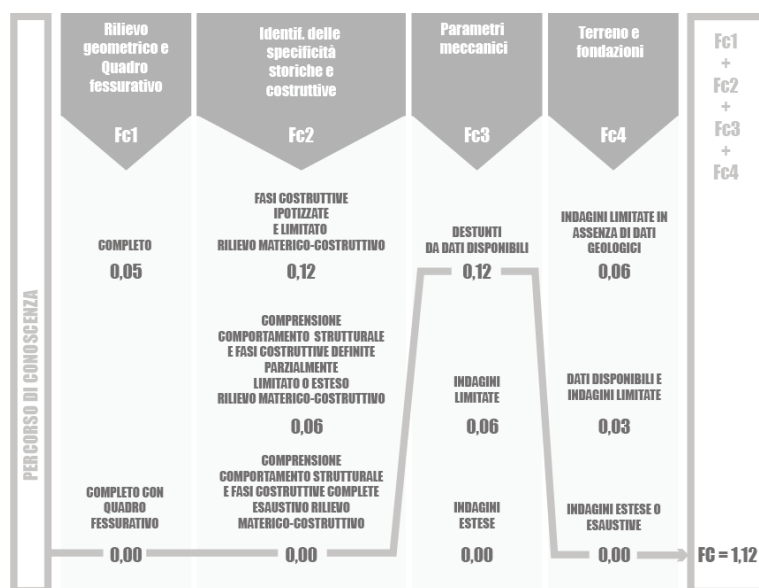 Rilievo
geometrico e
Quadro
fessurativo
Fc1
Identif. delle
specificità
storiche e
costruttive
Fc2
Parametri
meccanici
Fc3
Terreno e
fondazioni
Fc4
Fc1
+
Fc2
+
Fc3
+
Fc4
PERCORSO DI CONOSCENZA
COMPLETO
0,05
FASI COSTRUTTIVE
IPOTIZZATE
E LIMITATO
RILIEVO MATERICO-COSTRUTTIVO
0,12
DESTUNTI
DA DATI DISPONIBILI
0,12
INDAGINI LIMITATE IN
ASSENZA DI DATI
GEOLOGICI
0,06
COMPRENSIONE
COMPORTAMENTO STRUTTURALE
E FASI COSTRUTTIVE DEFINITE
PARZIALMENTE
LIMITATO O ESTESO
RILIEVO MATERICO-COSTRUTTIVO
0,06
INDAGINI
LIMITATE
0,06
DATI DISPONIBILI E
INDAGINI LIMITATE
0,03
COMPLETO CON
QUADRO
FESSURATIVO
0,00
COMPRENSIONE
COMPORTAMENTO STRUTTURALE
E FASI COSTRUTTIVE COMPLETE
ESAUSTIVO RILIEVO
MATERICO-COSTRUTTIVO
0,00
INDAGINI
ESTESE
0,00
INDAGINI ESTESE O
ESAUSTIVE
0,00
FC = 1,12